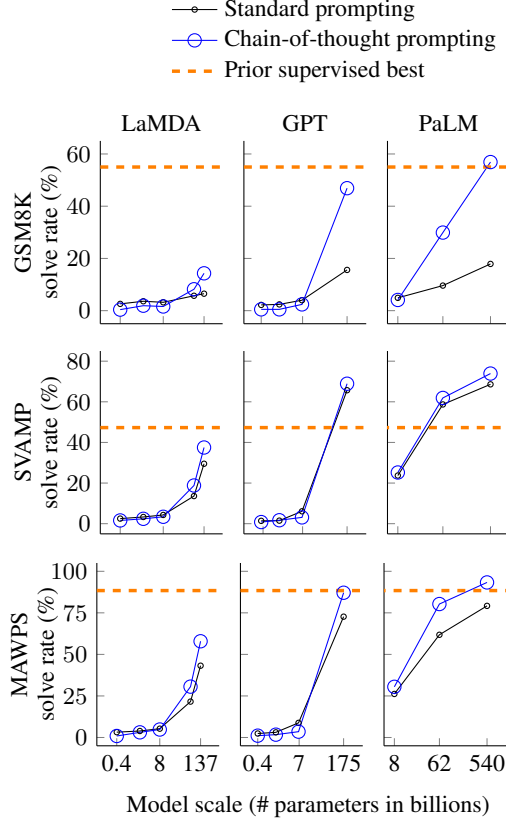 Standard prompting
Chain-of-thought prompting
Prior supervised best
LaMDA GPT PaLM
GSM8K
solve rate (%)
60
40
20
0
SVAMP
solve rate (%)
80
60
40
20
0
MAWPS
solve rate (%)
100
75
50
25
0
0.4 8 137 0.4 7 175 8 62 540
Model scale (# parameters in billions)